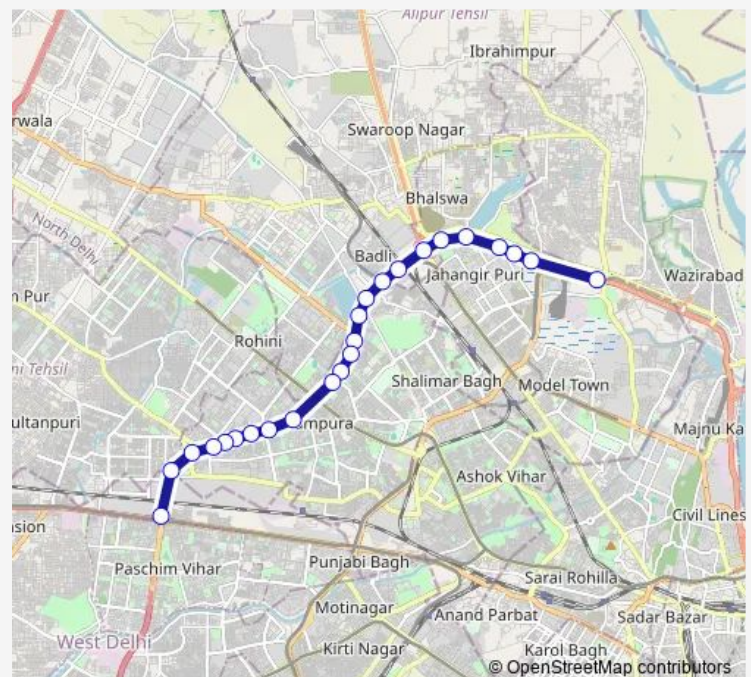 Alipur Tehsil
Ibrahimpur
rwala
Swaroop Nagar
Bhalswa
North Delhi
Badli
Jahangir Puri
Wazirabad
m Pur
Rohini
ni Tehsil
Shalimar Bagh
Model Town
ultanpuri
mpura
Majnu Ka
Ashok Vihar
Civil Lines
nsion
Punjabi Bagh
Paschim Vihar
Sarai Rohilla
Motinagar
Anand Parbat
Sadar Bazar
West Delhi
Kirti Nagar
Karol Bagh
© OpenStreetMap contributors